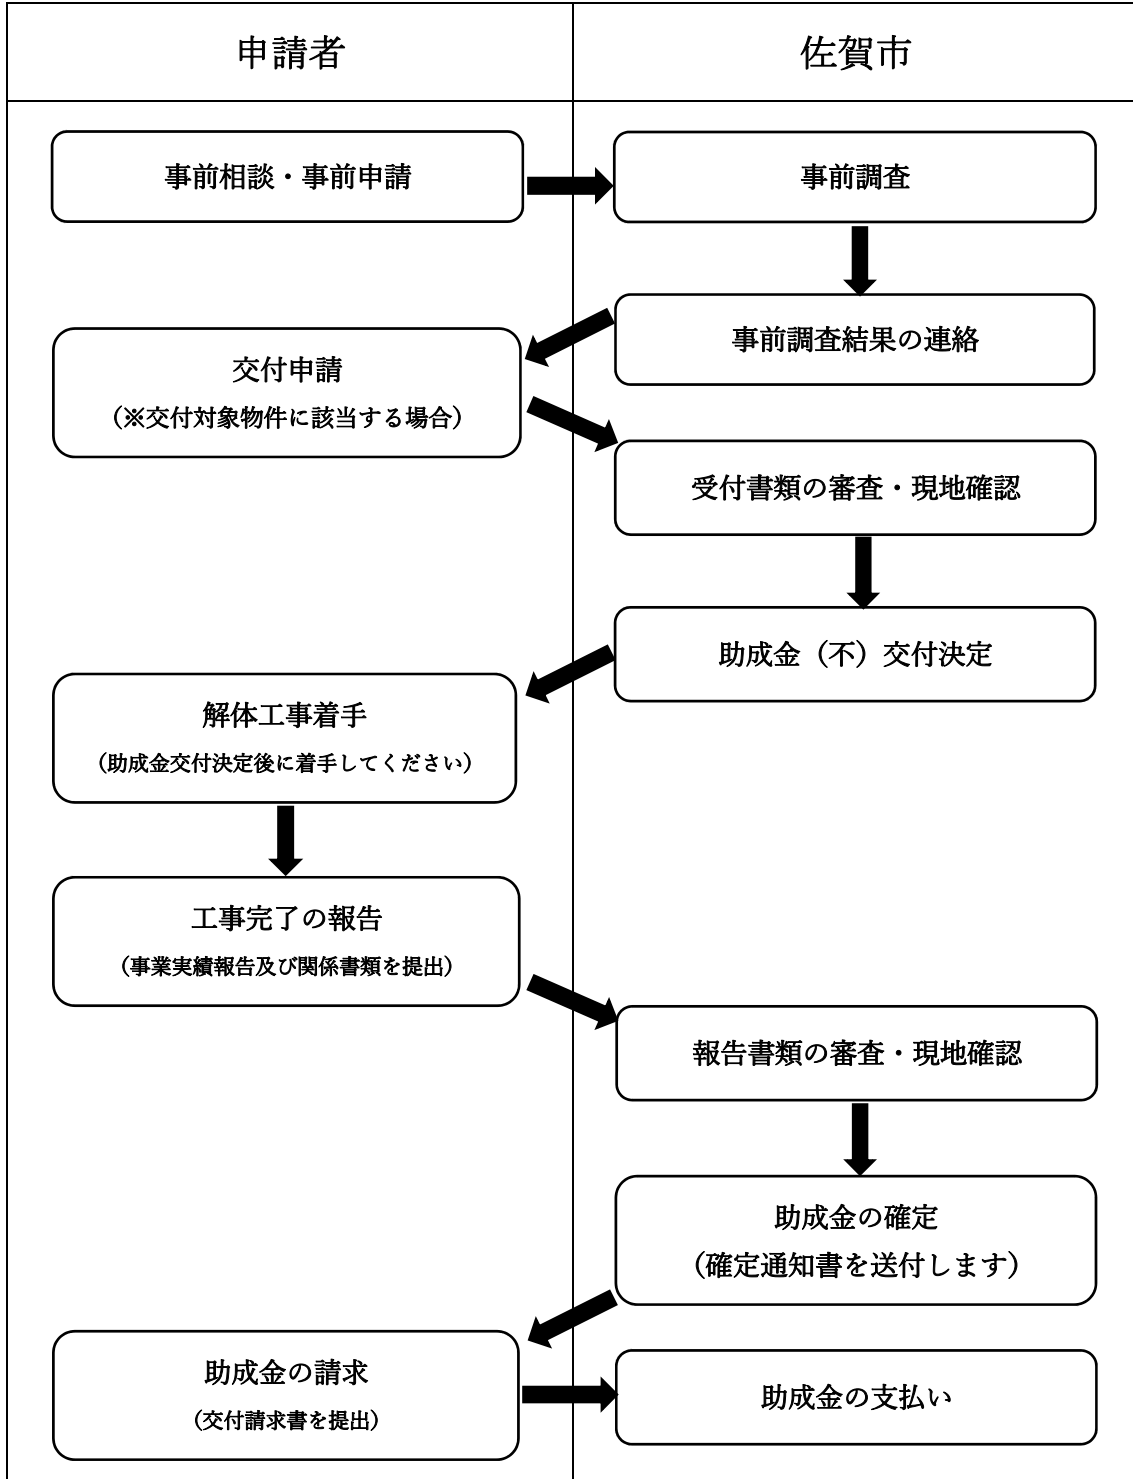 申請者
佐賀市
事前相談・事前申請
事前調査
事前調査結果の連絡
交付申請
（※交付対象物件に該当する場合）
受付書類の審査・現地確認
助成金（不）交付決定
解体工事着手
（助成金交付決定後に着手してください）
工事完了の報告
（事業実績報告及び関係書類を提出）
報告書類の審査・現地確認
助成金の確定
（確定通知書を送付します）
助成金の請求
（交付請求書を提出）
助成金の支払い